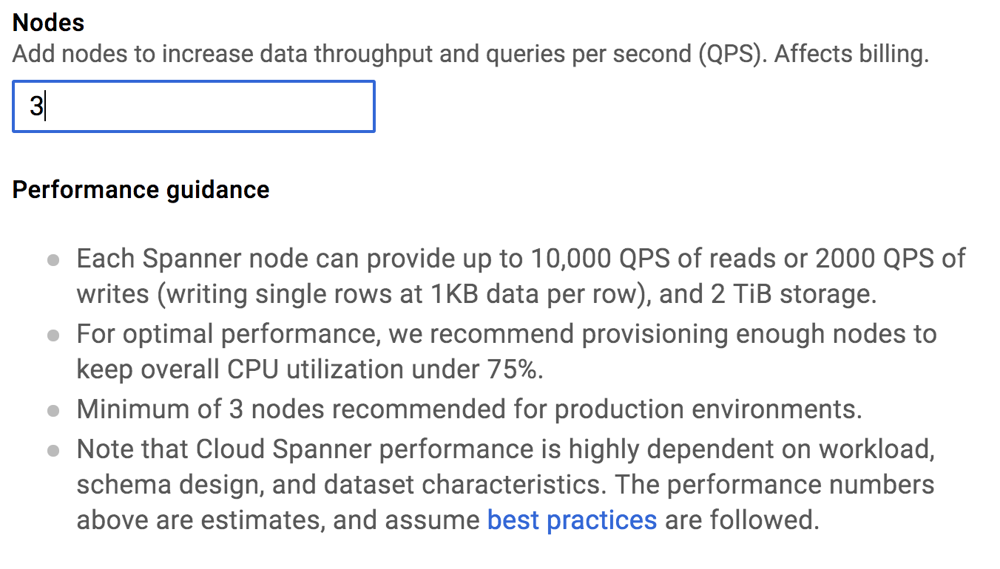 Nodes
Add nodes to increase data throughput and queries per second (QPS). Affects billing.
3
Performance guidance
Each Spanner node can provide up to 10,000 QPS of reads or 2000 QPS of
writes (writing single rows at 1KB data per row), and 2 TiB storage.
For optimal performance, we recommend provisioning enough nodes to
keep overall CPU utilization under 75%.
Minimum of 3 nodes recommended for production environments.
Note that Cloud Spanner performance is highly dependent on workload,
schema design, and dataset characteristics. The performance numbers
above are estimates, and assume best practices are followed.